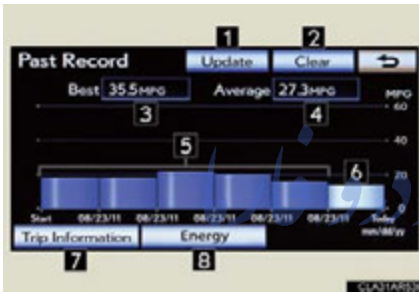 1 2
Past Record Update Clear
Best 35.5MPG Average 27.3MPG MPG
3 4 60
40
5
6 20
0
Start 08/23/11 08/23/11 08/23/11 08/23/11 08/23/11 Today
mm/dd/yy
Trip Information Energy
7 8